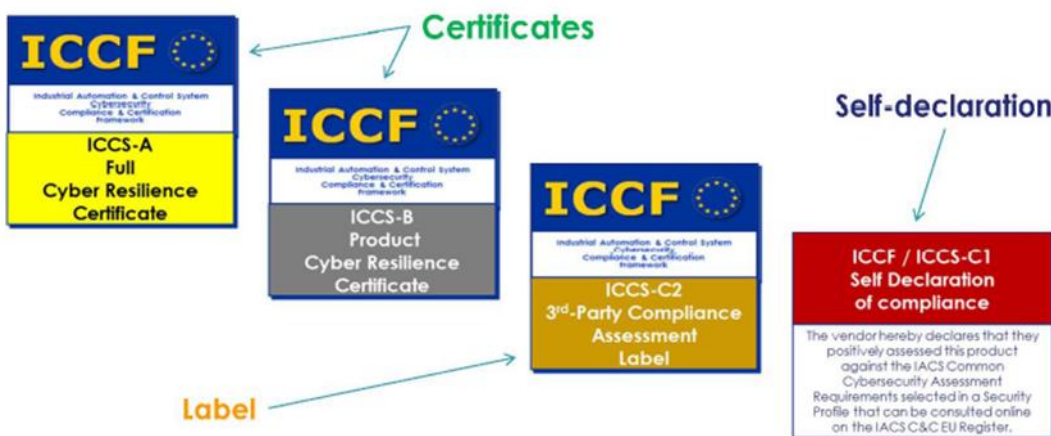 Certificates
ICCF
Industrial Automation & Control System
Cybersecurity
Compliance & Certification
Framework
ICCS-A
Full
Cyber Resilience
Certificate
ICCF
Industrial Automation & Control System
Cybersecurity
Compliance & Certification
Framework
ICCS-B
Product
Cyber Resilience
Certificate
ICCF
Industrial Automation & Control System
Cybersecurity
Compliance & Certification
Framework
ICCS-C2
3rd-Party Compliance
Assessment
Label
Self-declaration
ICCF / ICCS-C1
Self Declaration
of compliance
The vendor hereby declares that they
positively assessed this product
against the IACS Common
Cybersecurity Assessment
Requirements selected in a Security
Profile that can be consulted online
on the IACS C&C EU Register.
Label